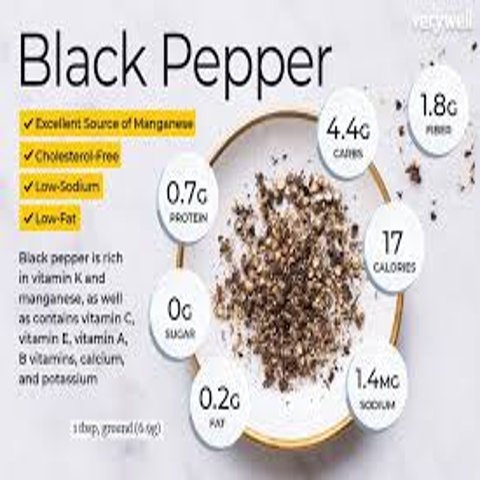 verywell
Black Pepper
✓ Excellent Source of Manganese
✓ Cholesterol-Free
✓ Low-Sodium
✓ Low-Fat
Black pepper is rich
in vitamin K and
manganese, as well
as contains vitamin C,
vitamin E, vitamin A,
B vitamins, calcium,
and potassium
1 tbsp, ground (6.9g)
1.8G
FIBER
4.4G
CARBS
0.7G
PROTEIN
17
CALORIES
0G
SUGAR
1.4MG
SODIUM
0.2G
FAT